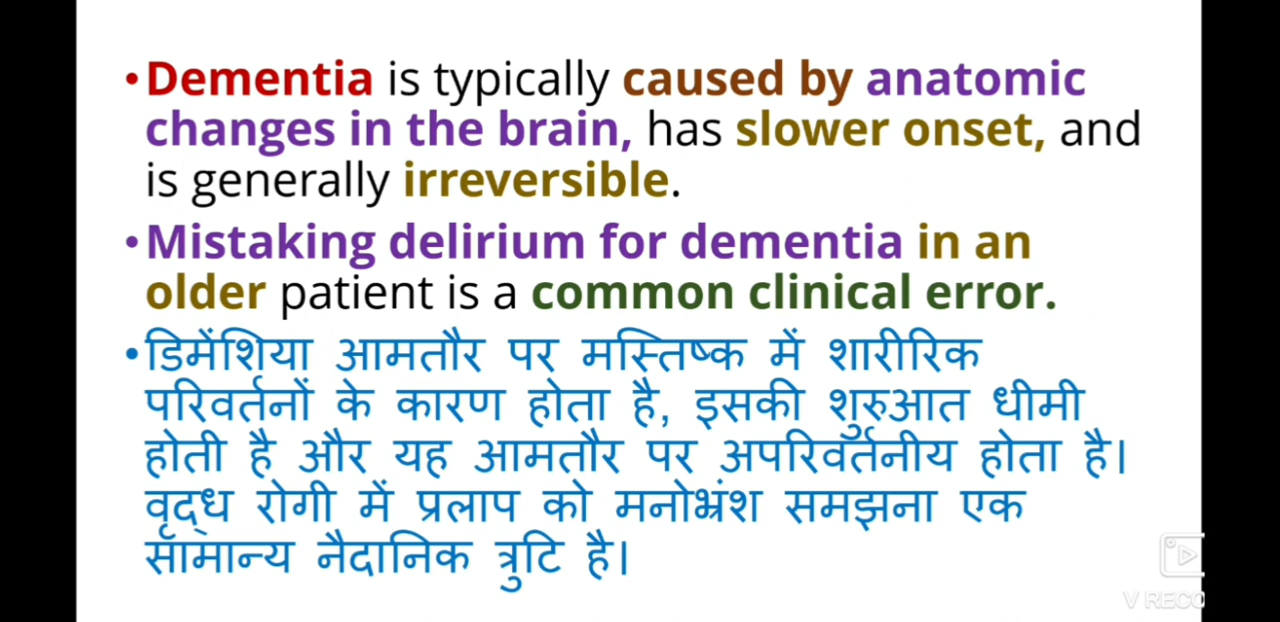 •Dementia is typically caused by anatomic
changes in the brain, has slower onset, and
is generally irreversible.
•Mistaking delirium for dementia in an
older patient is a common clinical error.
•डिमेंशिया आमतौर पर मस्तिष्क में शारीरिक
परिवर्तनों के कारण होता है, इसकी शुरुआत धीमी
होती है और यह आमतौर पर अपरिवर्तनीय होता है।
वृद्ध रोगी में प्रलाप को मनोभ्रंश समझना एक
सामान्य नैदानिक त्रुटि है।
V RECO